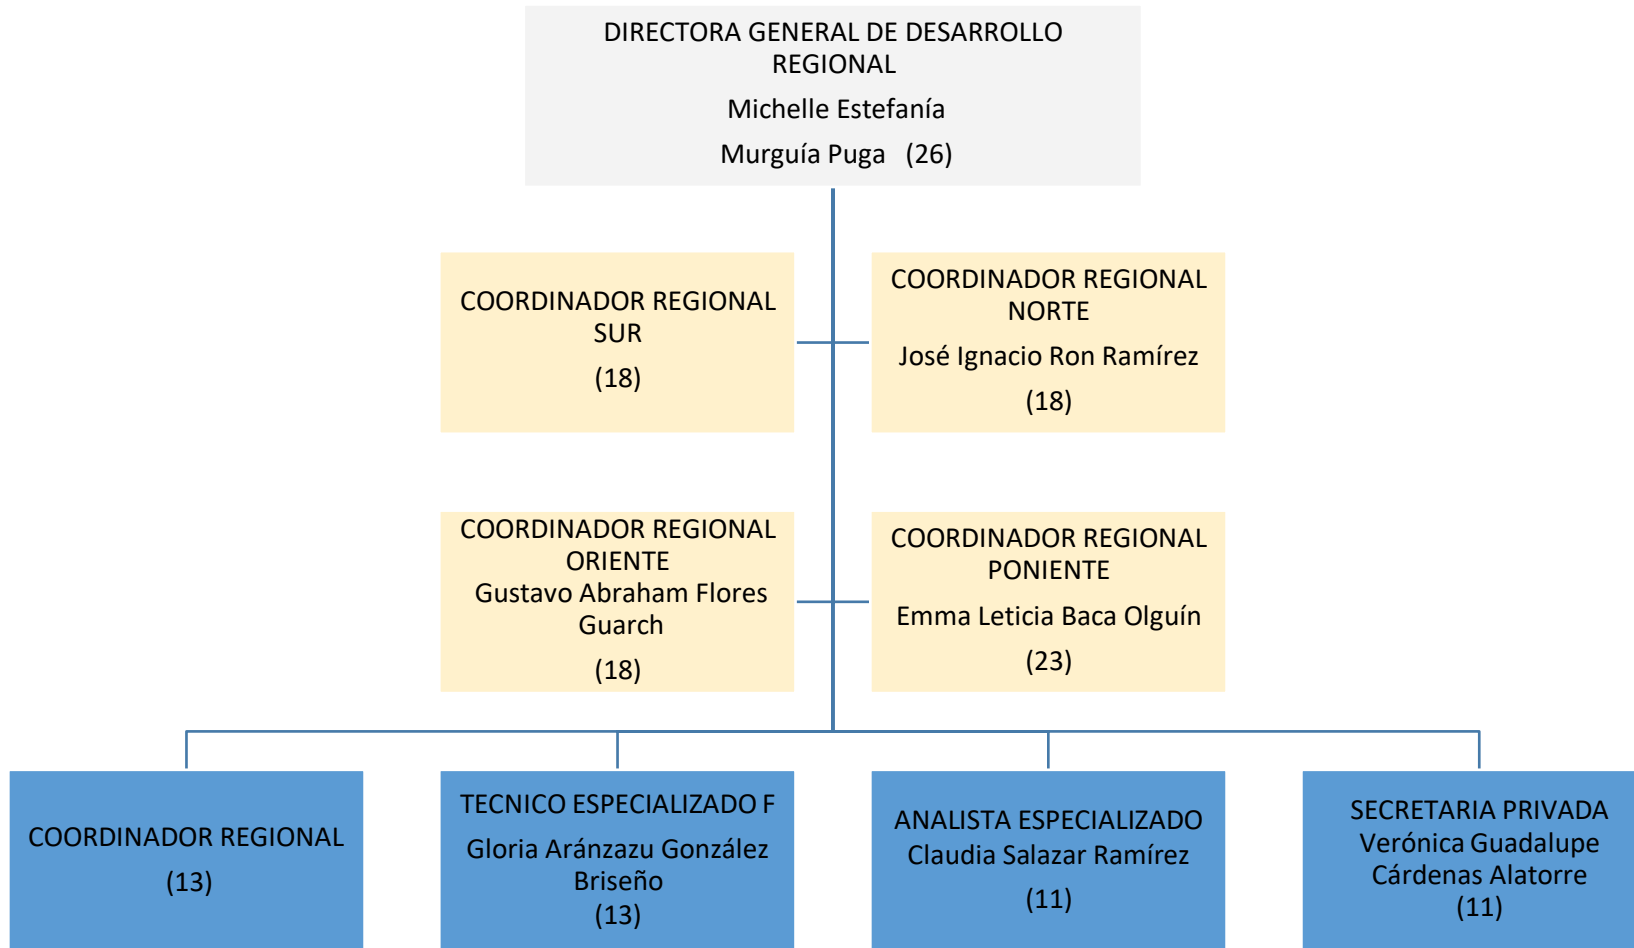 DIRECTORA GENERAL DE DESARROLLO
REGIONAL
Michelle Estefanía
Murguía Puga (26)
COORDINADOR REGIONAL
SUR
(18)
COORDINADOR REGIONAL
NORTE
José Ignacio Ron Ramírez
(18)
COORDINADOR REGIONAL
ORIENTE
Gustavo Abraham Flores
Guarch
(18)
COORDINADOR REGIONAL
PONIENTE
Emma Leticia Baca Olguín
(23)
COORDINADOR REGIONAL
(13)
TECNICO ESPECIALIZADO F
Gloria Aránzazu González
Briseño
(13)
ANALISTA ESPECIALIZADO
Claudia Salazar Ramírez
(11)
SECRETARIA PRIVADA
Verónica Guadalupe
Cárdenas Alatorre
(11)